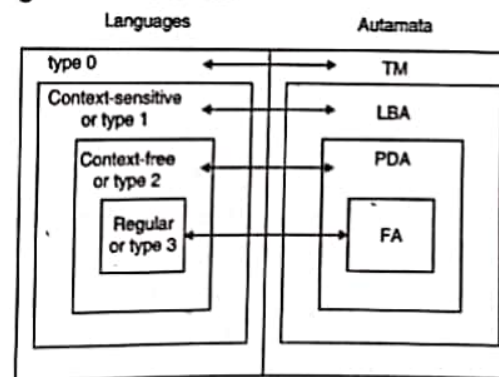 Languages
Autamata
type 0
TM
Context-sensitive
or type 1
LBA
Context-free
or type 2
PDA
Regular
or type 3
FA